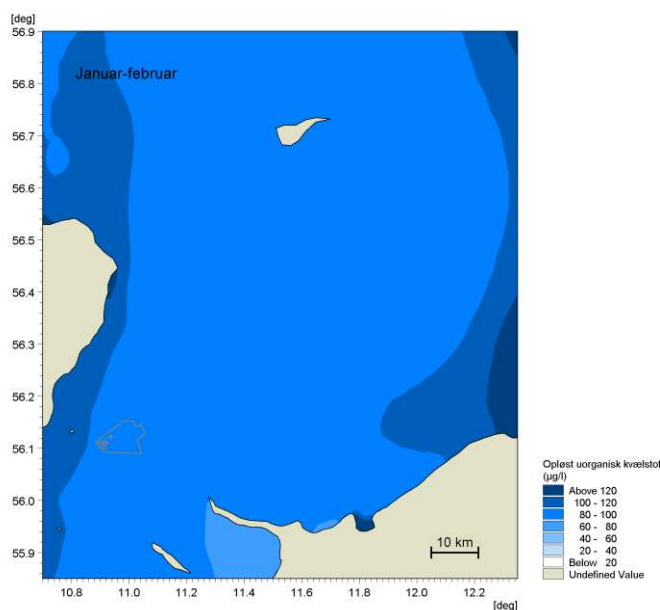 [deg]
56.9
Januar-februar
56.8
56.7
56.6
56.5
56.4
56.3
56.2
56.1
56.0
55.9
10 km
10.8 11.0 11.2 11.4 11.6 11.8 12.0 12.2
[deg]
Opløst uorganisk kvælstof
(µg/l)
Above 120
100 - 120
80 - 100
60 - 80
40 - 60
20 - 40
Below 20
Undefined Value